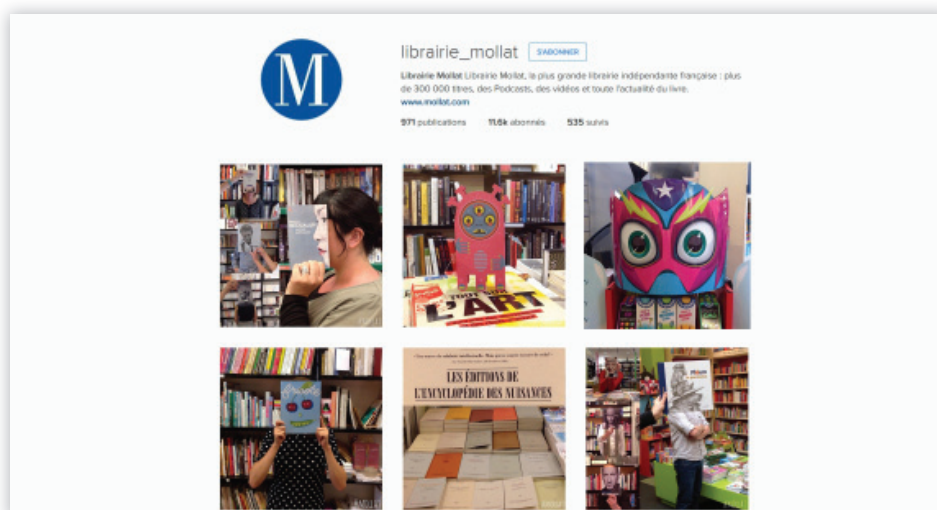 M
librairie_mollat S'ABONNER
Librairie Mollat Librairie Mollat, la plus grande librairie indépendante française : plus
de 300 000 titres, des Podcasts, des vidéos et toute l'actualité du livre.
www.mollat.com
971 publications 11.6k abonnés 535 suivis
TOUT SUR
L'ART
LES ÉDITIONS DE
L'ENCYCLOPÉDIE DES NUISANCES